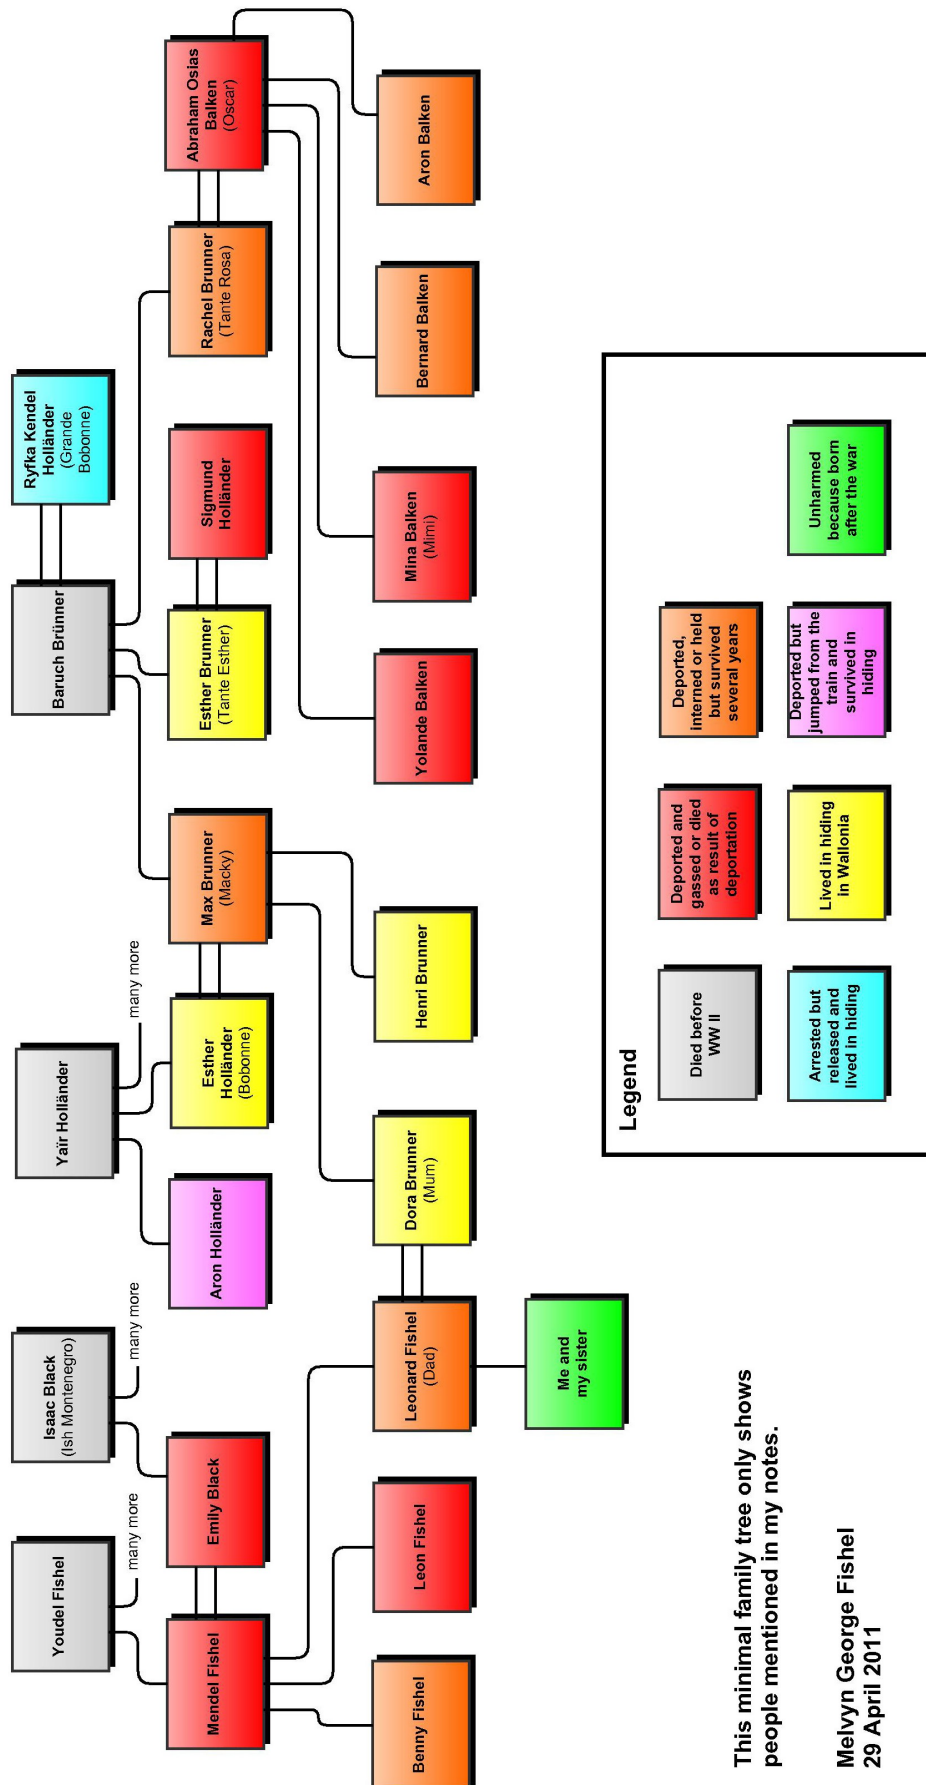 Youdel Fishel
many more
Isaac Black
(Ish Montenegro)
many more
Yaïr Holländer
many more
Baruch Brünner
Ryfka Kendel
Holländer
(Grande
Bobonne)
Mendel Fishel
Emily Black
Aron Holländer
Esther
Holländer
(Bobonne)
Max Brunner
(Macky)
Esther Brunner
(Tante Esther)
Sigmund
Holländer
Rachel Brunner
(Tante Rosa)
Abraham Osias
Balken
(Oscar)
Benny Fishel
Leon Fishel
Leonard Fishel
(Dad)
Dora Brunner
(Mum)
Henri Brunner
Yolande Balken
Mina Balken
(Mimi)
Bernard Balken
Aron Balken
Me and
my sister
Legend
Died before
WW II
Deported and
gassed or died
as result of
deportation
Deported,
interned or held
but survived
several years
Arrested but
released and
lived in hiding
Lived in hiding
in Wallonia
Deported but
jumped from the
train and
survived in
hiding
Unharmed
because born
after the war
This minimal family tree only shows
people mentioned in my notes.
Melvyn George Fishel
29 April 2011